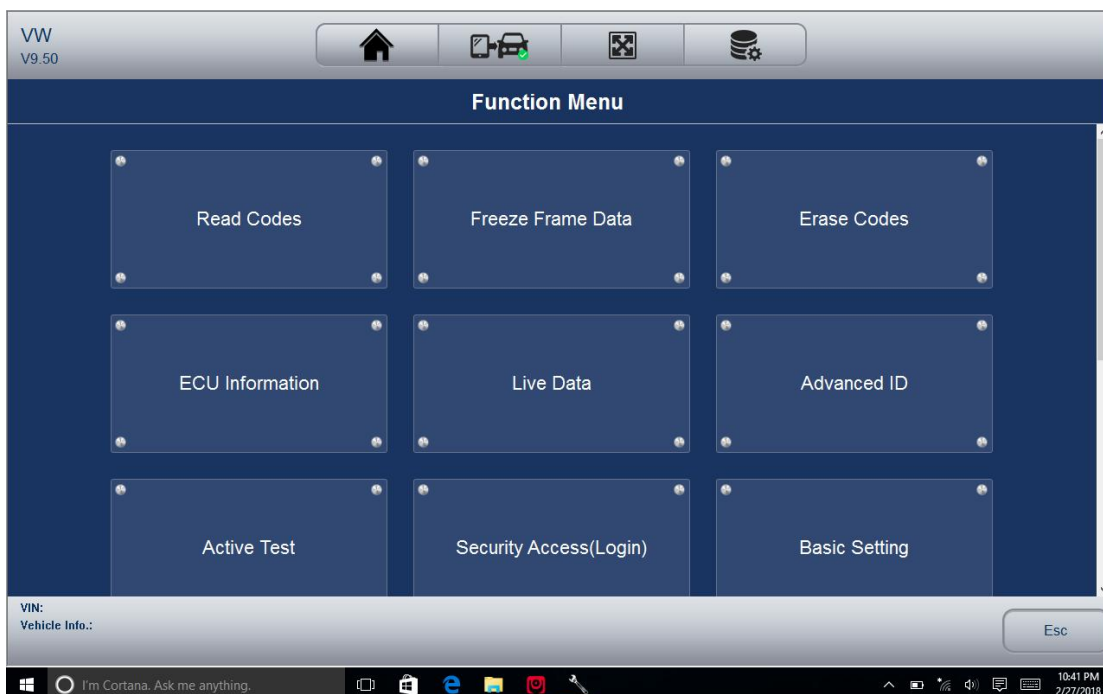 VW
V9.50
Function Menu
Read Codes
Freeze Frame Data
Erase Codes
ECU Information
Live Data
Advanced ID
Active Test
Security Access(Login)
Basic Setting
VIN:
Vehicle Info.:
Esc
I'm Cortana. Ask me anything.
10:41 PM
2/27/2018